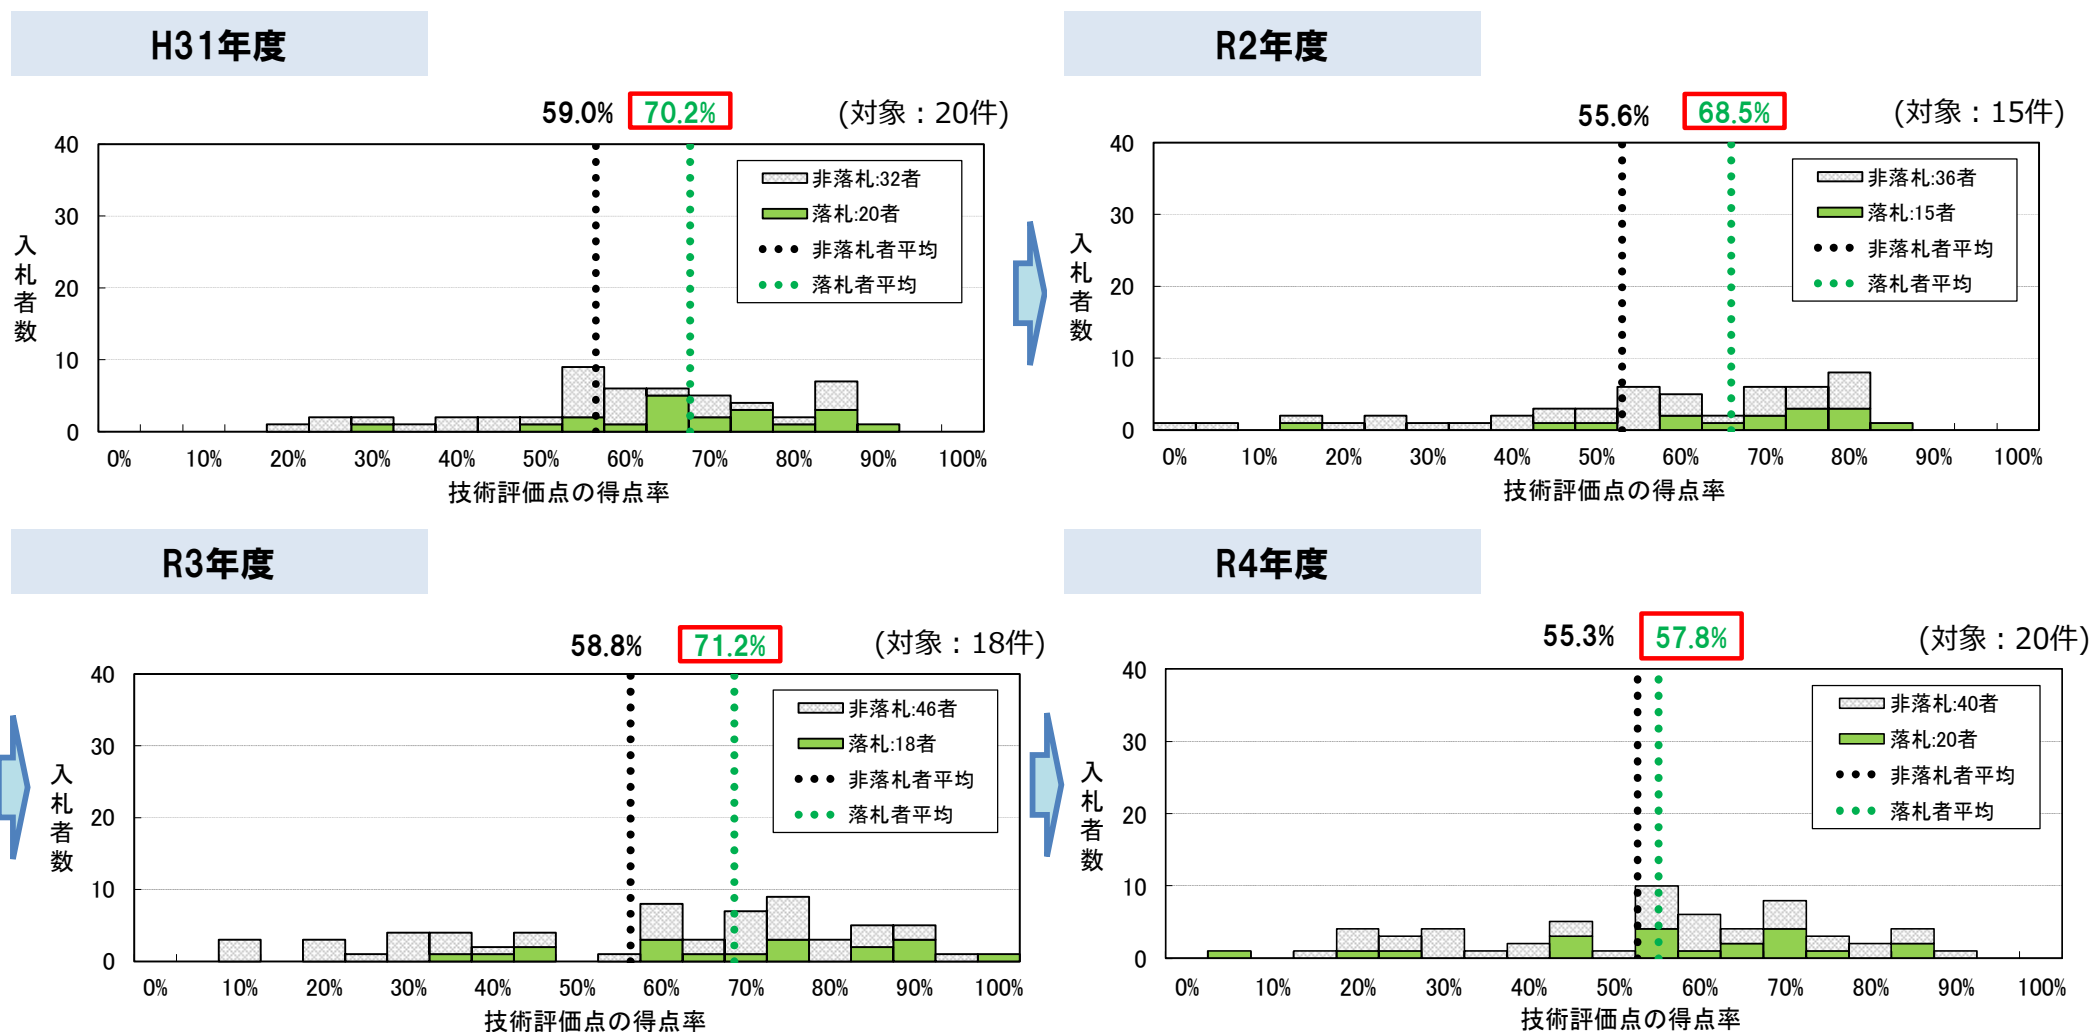 H31年度
59.0% 70.2% (対象：20件)
40
30
20
10
0
入札者数
非落札:32者
落札:20者
非落札者平均
落札者平均
0% 10% 20% 30% 40% 50% 60% 70% 80% 90% 100%
技術評価点の得点率
R2年度
55.6% 68.5% (対象：15件)
40
30
20
10
0
入札者数
非落札:36者
落札:15者
非落札者平均
落札者平均
0% 10% 20% 30% 40% 50% 60% 70% 80% 90% 100%
技術評価点の得点率
R3年度
58.8% 71.2% (対象：18件)
40
30
20
10
0
入札者数
非落札:46者
落札:18者
非落札者平均
落札者平均
0% 10% 20% 30% 40% 50% 60% 70% 80% 90% 100%
技術評価点の得点率
R4年度
55.3% 57.8% (対象：20件)
40
30
20
10
0
入札者数
非落札:40者
落札:20者
非落札者平均
落札者平均
0% 10% 20% 30% 40% 50% 60% 70% 80% 90% 100%
技術評価点の得点率